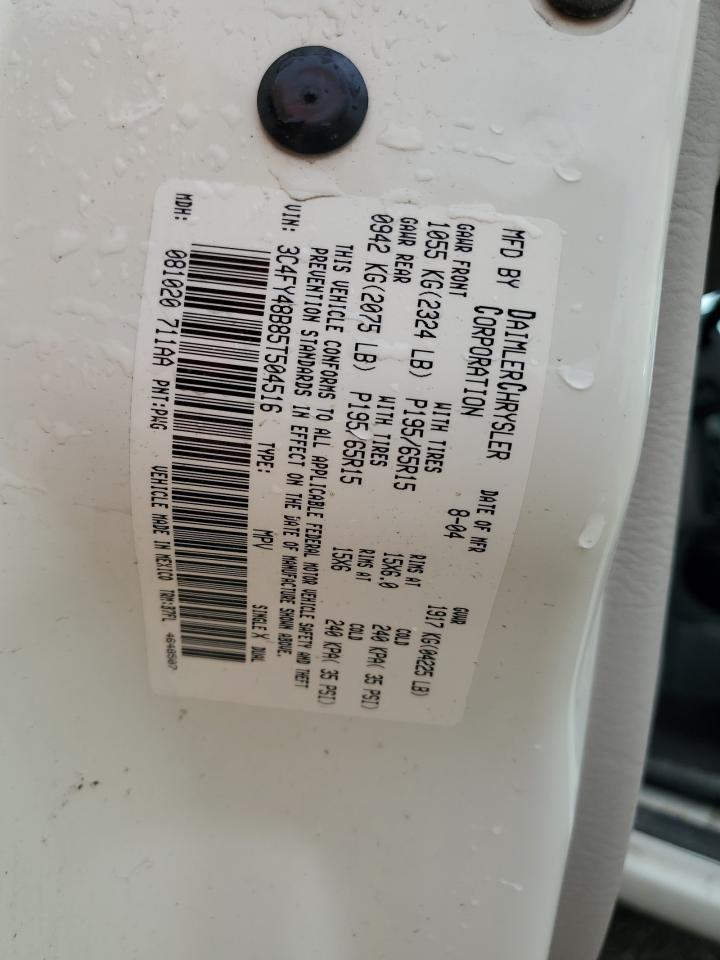 MFD BY DAIMLERCHRYSLER
CORPORATION
DATE OF MFR
8-04
GVWR
1917 KG(04225 LB)
GAWR FRONT
1055 KG(2324 LB)
WITH TIRES
P195/65R15
RIMS AT
15X6.0
COLD
240 KPA( 35 PSI)
GAWR REAR
0942 KG(2075 LB)
WITH TIRES
P195/65R15
RIMS AT
15X6
COLD
240 KPA( 35 PSI)
THIS VEHICLE CONFORMS TO ALL APPLICABLE FEDERAL MOTOR VEHICLE SAFETY AND THEFT
PREVENTION STANDARDS IN EFFECT ON THE DATE OF MANUFACTURE SHOWN ABOVE.
VIN: 3C4FY48B85T504516 TYPE: MPV SINGLE X DUAL
MDH: 081020 711AA PNT:PWG VEHICLE MADE IN MEXICO